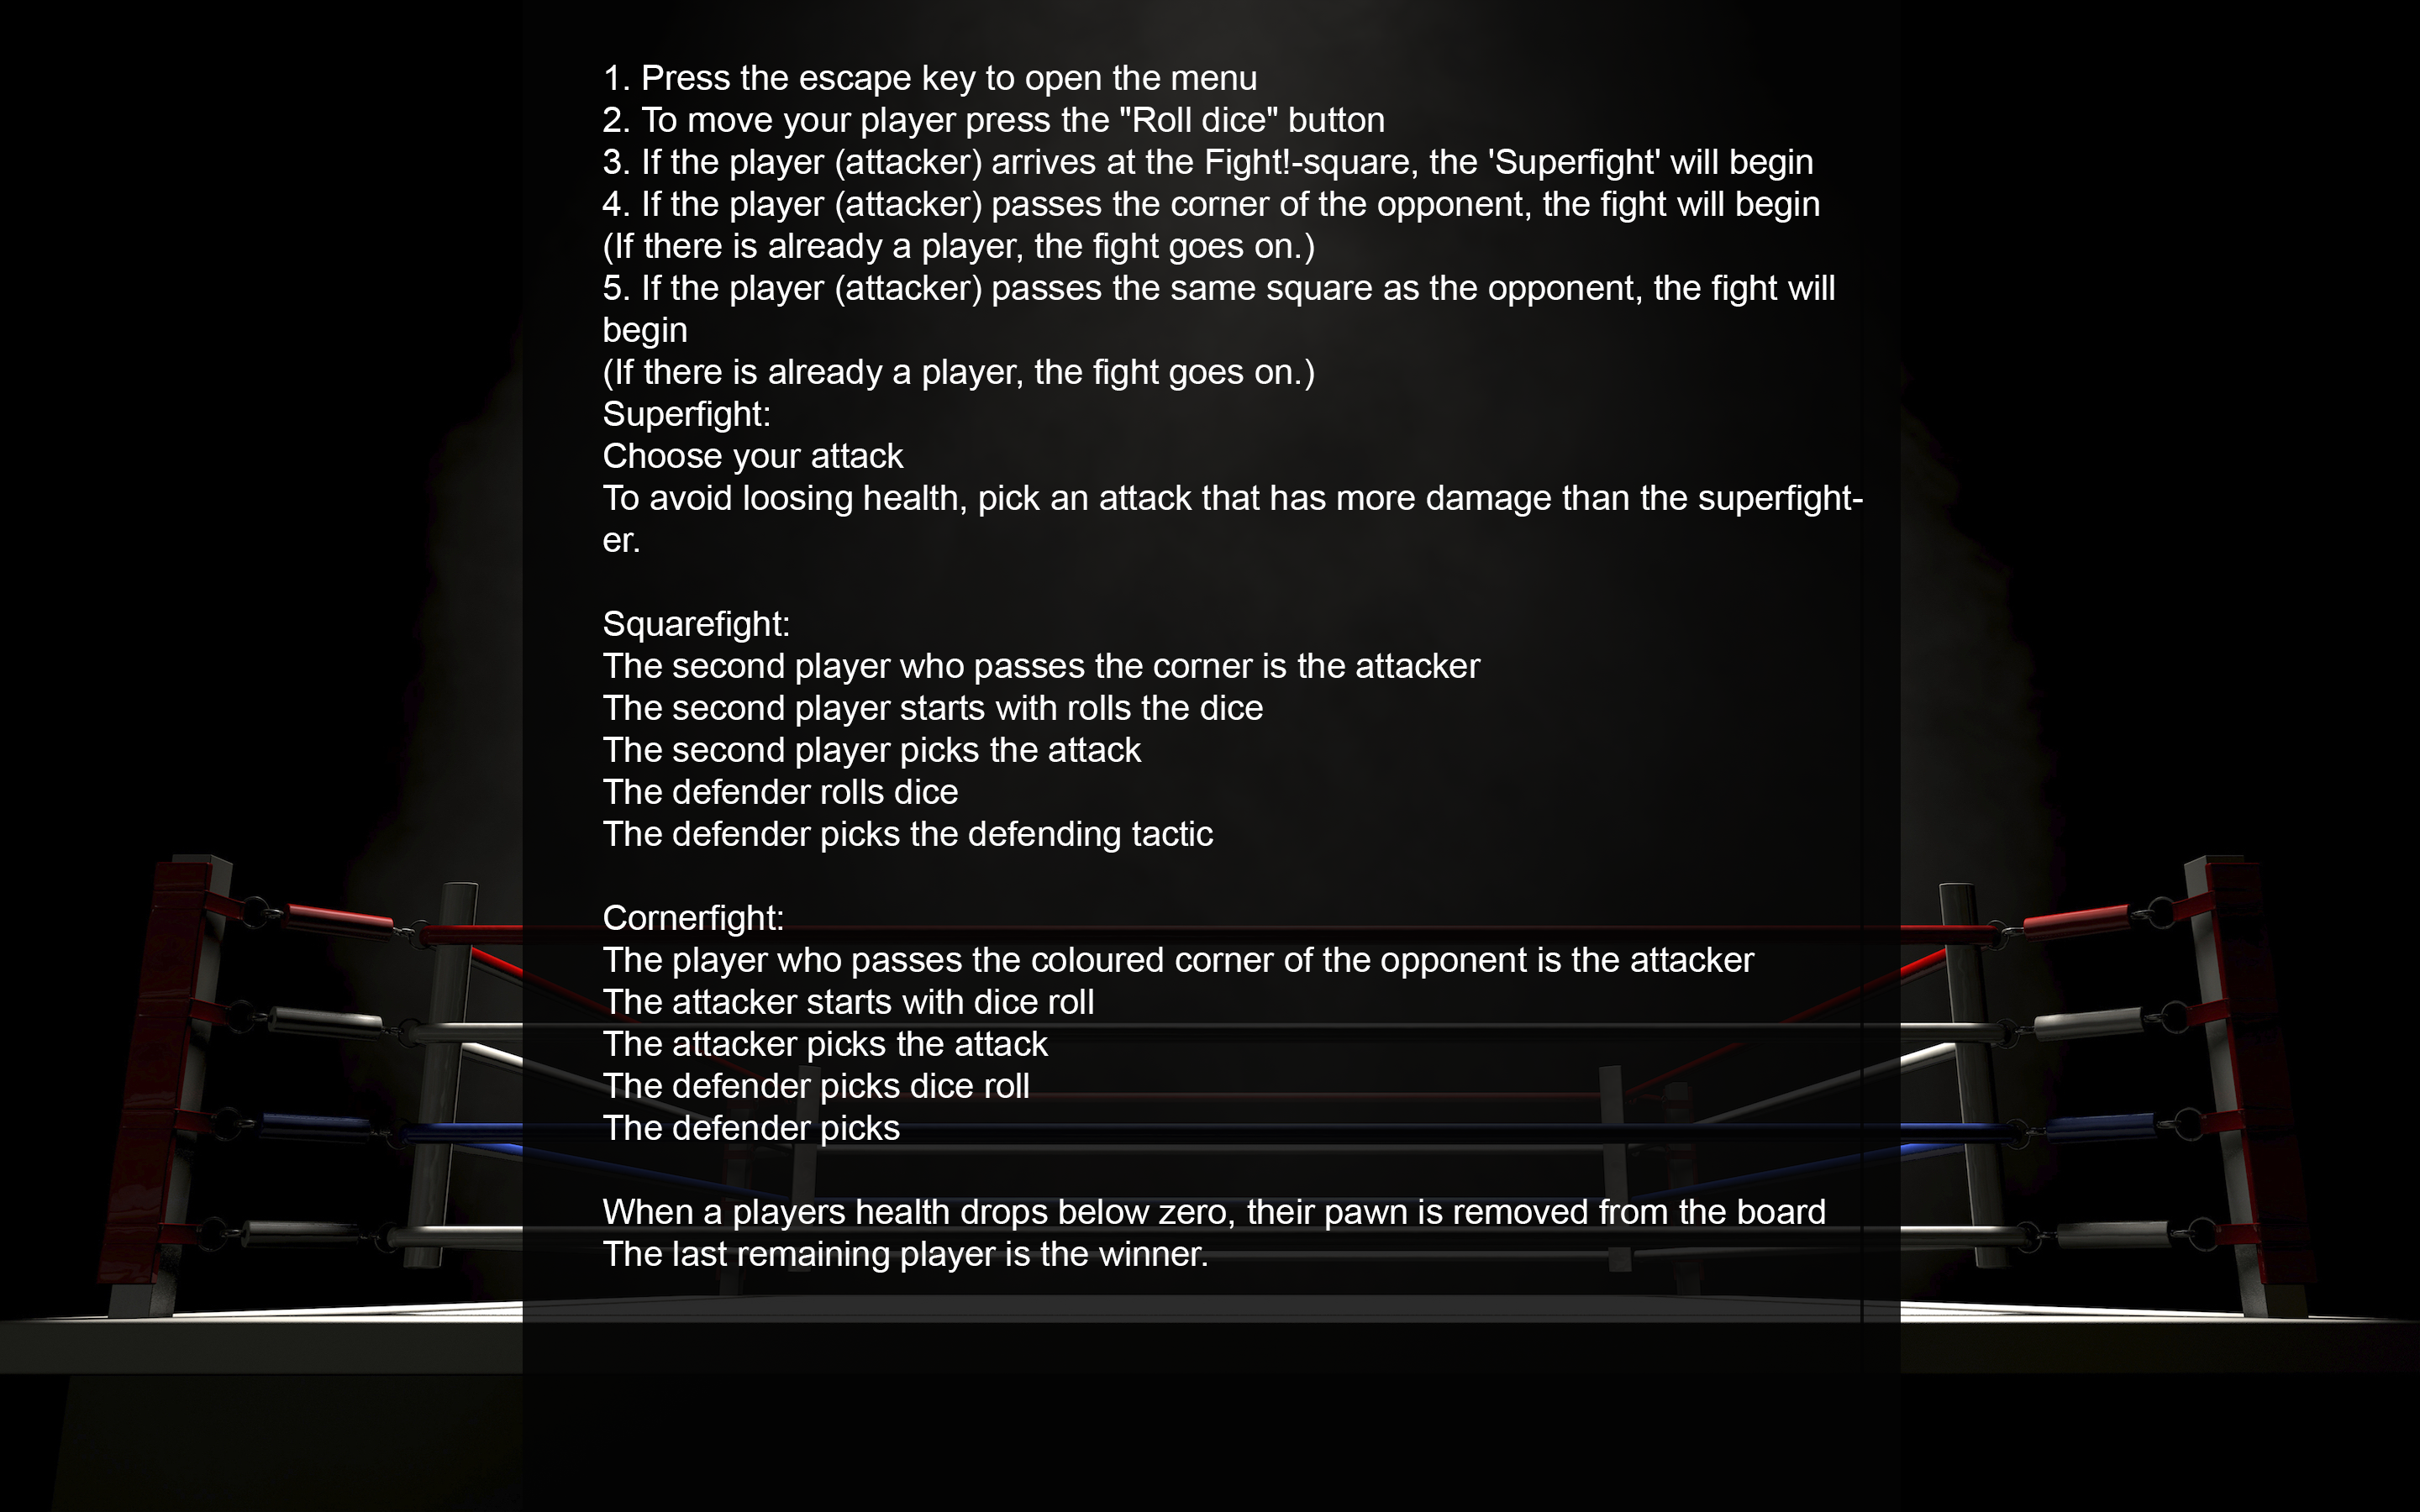 1. Press the escape key to open the menu
2. To move your player press the "Roll dice" button
3. If the player (attacker) arrives at the Fight!-square, the 'Superfight' will begin
4. If the player (attacker) passes the corner of the opponent, the fight will begin
(If there is already a player, the fight goes on.)
5. If the player (attacker) passes the same square as the opponent, the fight will
begin
(If there is already a player, the fight goes on.)
Superfight:
Choose your attack
To avoid loosing health, pick an attack that has more damage than the superfight-
er.
Squarefight:
The second player who passes the corner is the attacker
The second player starts with rolls the dice
The second player picks the attack
The defender rolls dice
The defender picks the defending tactic
Cornerfight:
The player who passes the coloured corner of the opponent is the attacker
The attacker starts with dice roll
The attacker picks the attack
The defender picks dice roll
The defender picks
When a players health drops below zero, their pawn is removed from the board
The last remaining player is the winner.